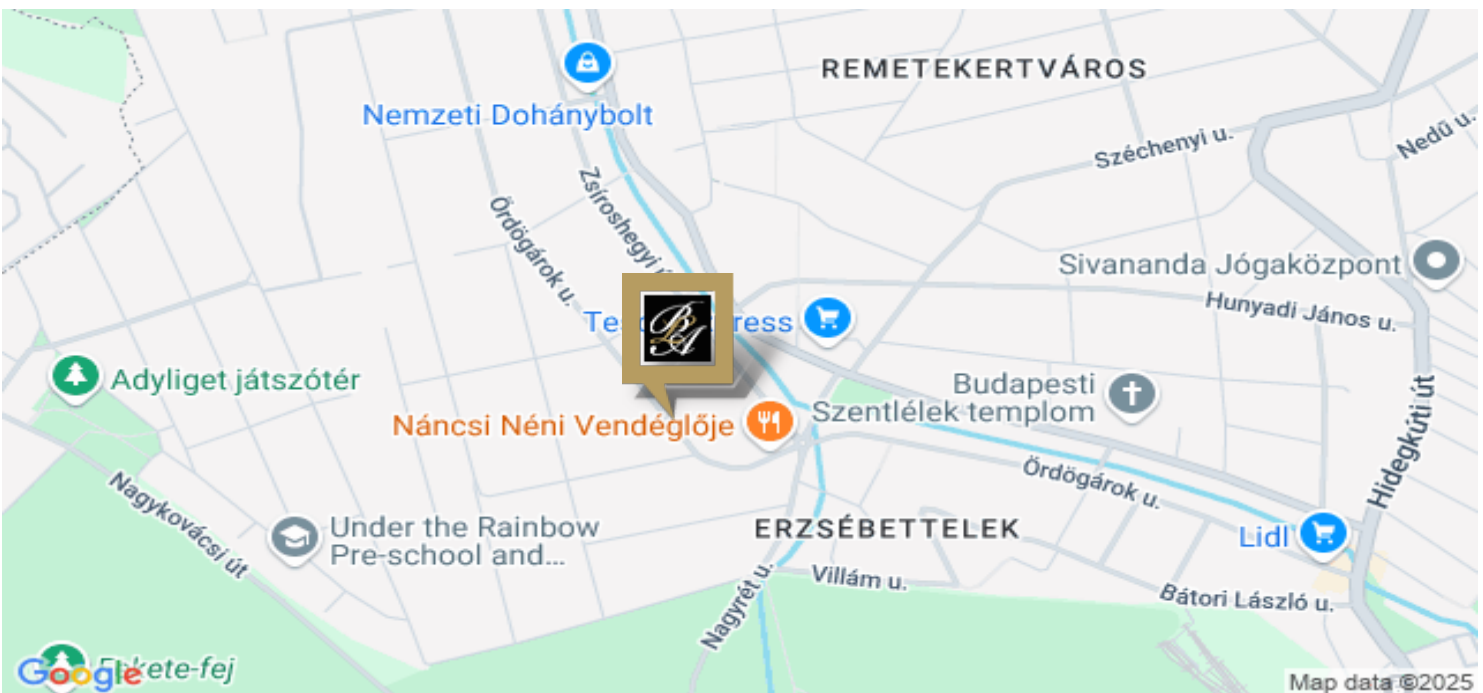 REMETEKERTVÁROS
Nemzeti Dohánybolt
Széchenyi u.
Nedű u.
Zsíroshegyi
Ördögárok u.
Sivananda Jógaközpont
Hunyadi János u.
BLA
Adyliget játszótér
Budapesti
Szentlélek templom
Náncsi Néni Vendéglője
Hidegkúti út
Nagykovácsi út
Ördögárok u.
Under the Rainbow
Pre-school and...
ERZSÉBETTELEK
Lidl
Villám u.
Bátori László u.
Nagyrét u.
Google
Map data ©2025